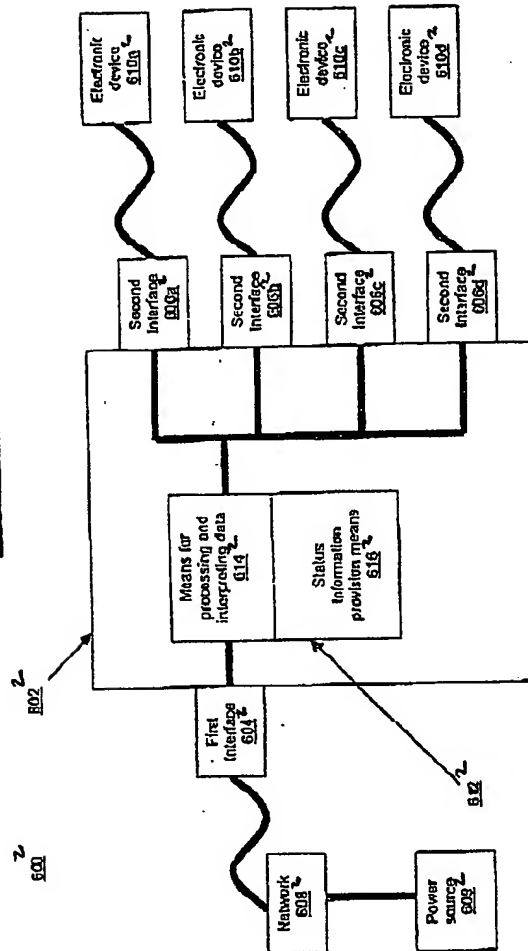 600
602
Network
608
Power
source
609
First
Interface
604
Means for
processing and
interpreting data
614
Status
Information
provision means
616
612
Second
Interface
606a
Second
Interface
606b
Second
Interface
606c
Second
Interface
606d
Electronic
device
610a
Electronic
device
610b
Electronic
device
610c
Electronic
device
610d